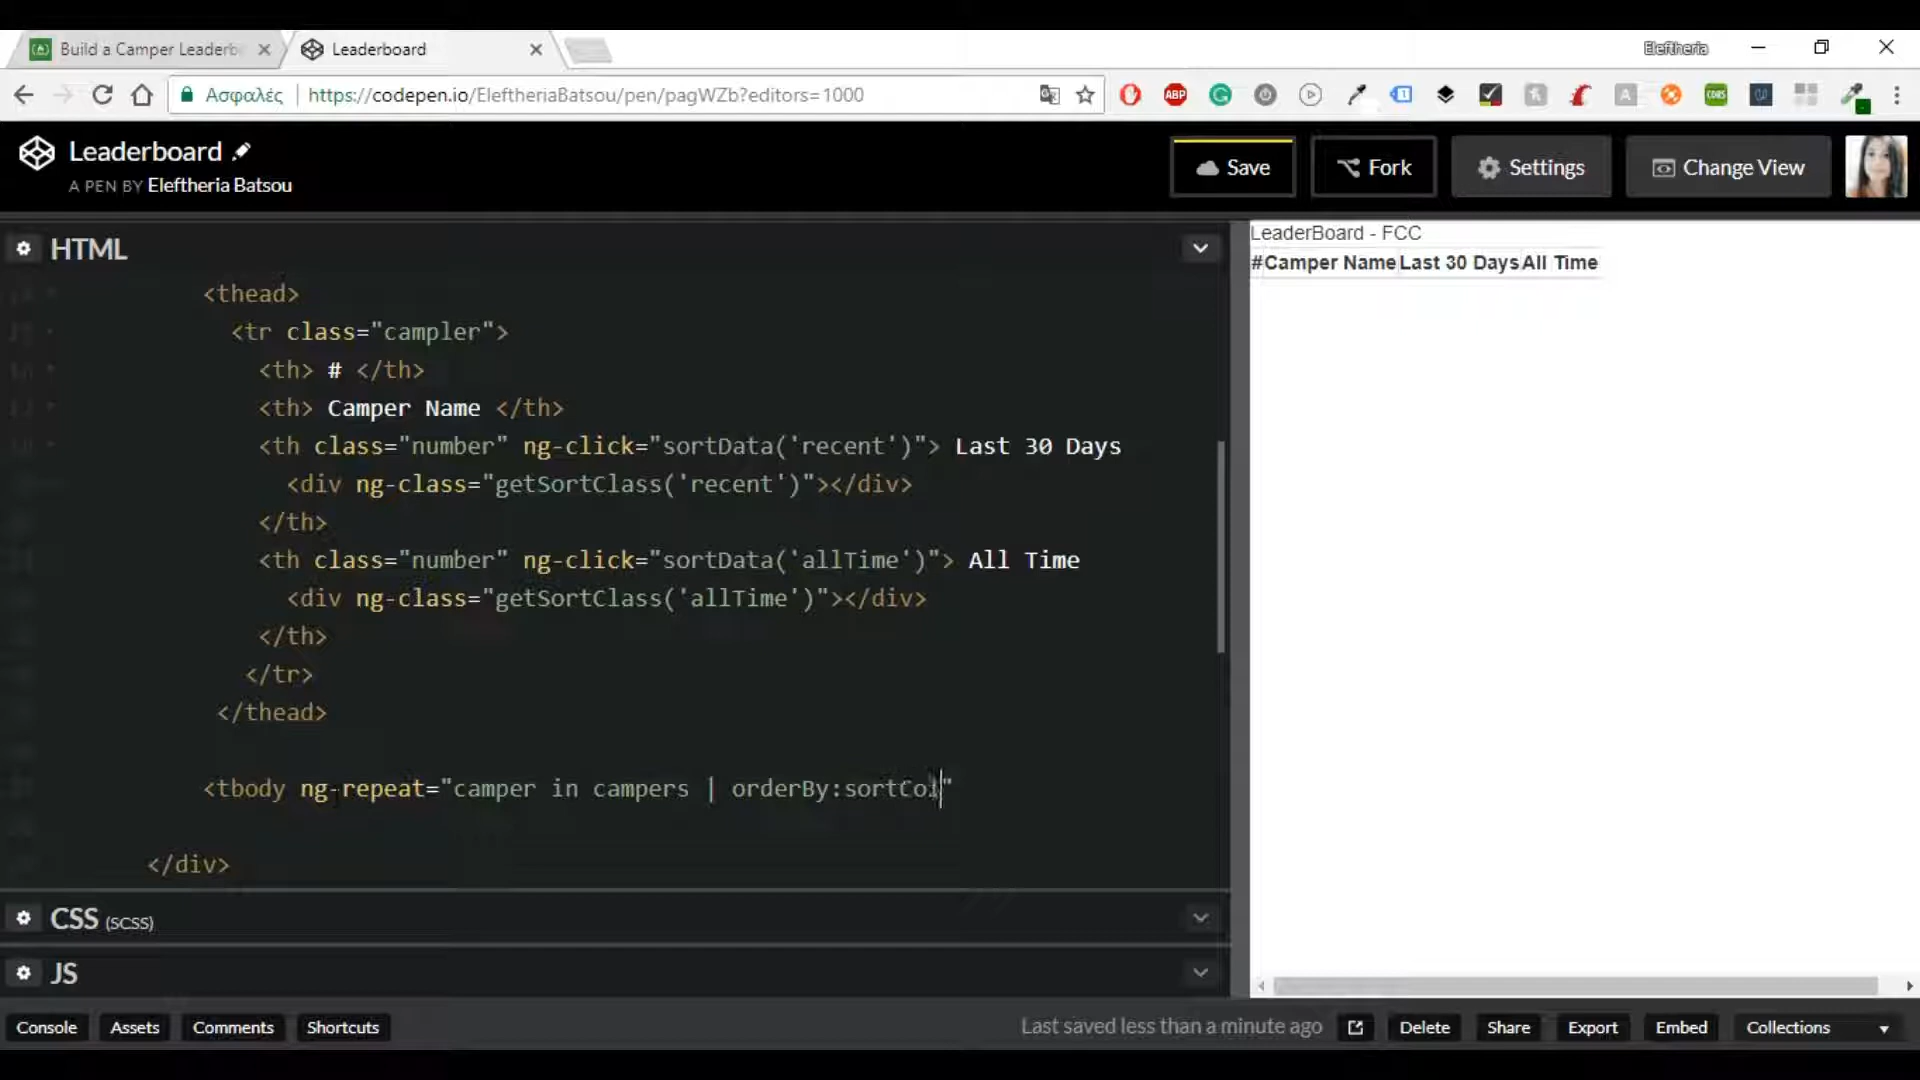 Build a Camper Leaderb
Leaderboard
Eleftheria
Ασφαλές
https://codepen.io/EleftheriaBatsou/pen/pagWZb?editors=1000
ABP
CORS
Leaderboard
A PEN BY Eleftheria Batsou
Save
Fork
Settings
Change View
HTML
<thead>
<tr class="campler">
<th> # </th>
<th> Camper Name </th>
<th class="number" ng-click="sortData('recent')"> Last 30 Days
<div ng-class="getSortClass('recent')"></div>
</th>
<th class="number" ng-click="sortData('allTime')"> All Time
<div ng-class="getSortClass('allTime')"></div>
</th>
</tr>
</thead>
<tbody ng-repeat="camper in campers | orderBy:sortCol"
</div>
LeaderBoard - FCC
#Camper Name Last 30 Days All Time
CSS (SCSS)
JS
Console
Assets
Comments
Shortcuts
Last saved less than a minute ago
Delete
Share
Export
Embed
Collections